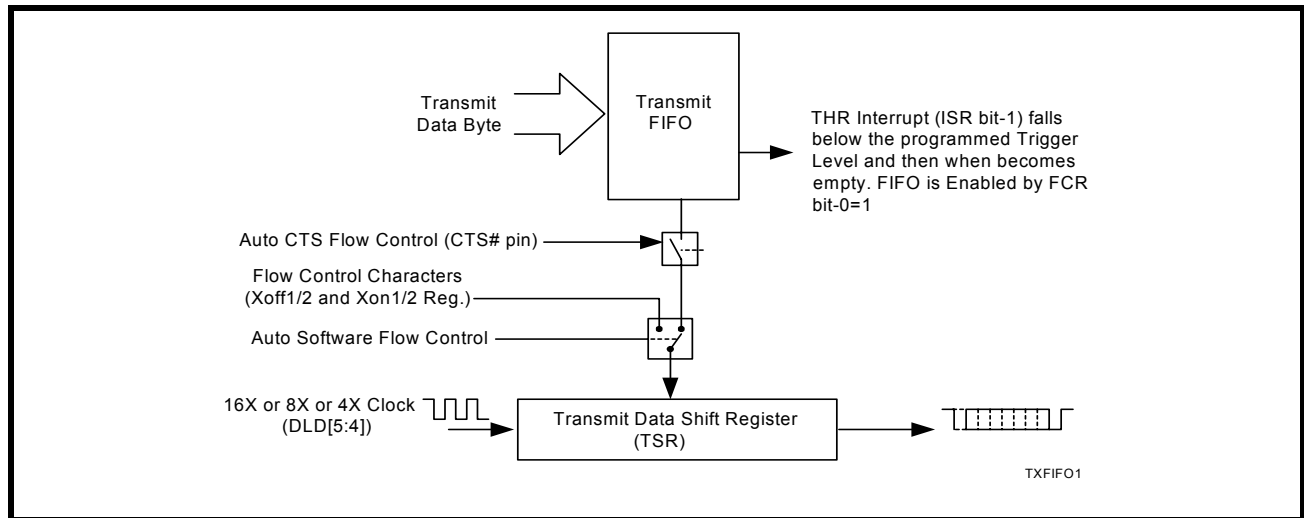 Transmit
Data Byte
Transmit
FIFO
THR Interrupt (ISR bit-1) falls
below the programmed Trigger
Level and then when becomes
empty. FIFO is Enabled by FCR
bit-0=1
Auto CTS Flow Control (CTS# pin)
Flow Control Characters
(Xoff1/2 and Xon1/2 Reg.)
Auto Software Flow Control
16X or 8X or 4X Clock
(DLD[5:4])
Transmit Data Shift Register
(TSR)
TXFIFO1